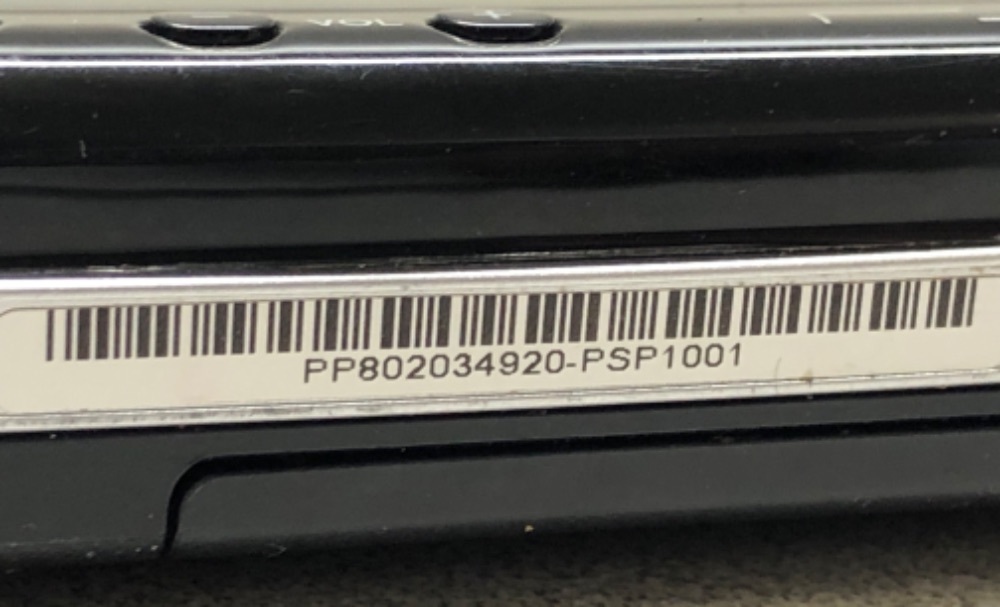 - VOL +
PP802034920-PSP1001